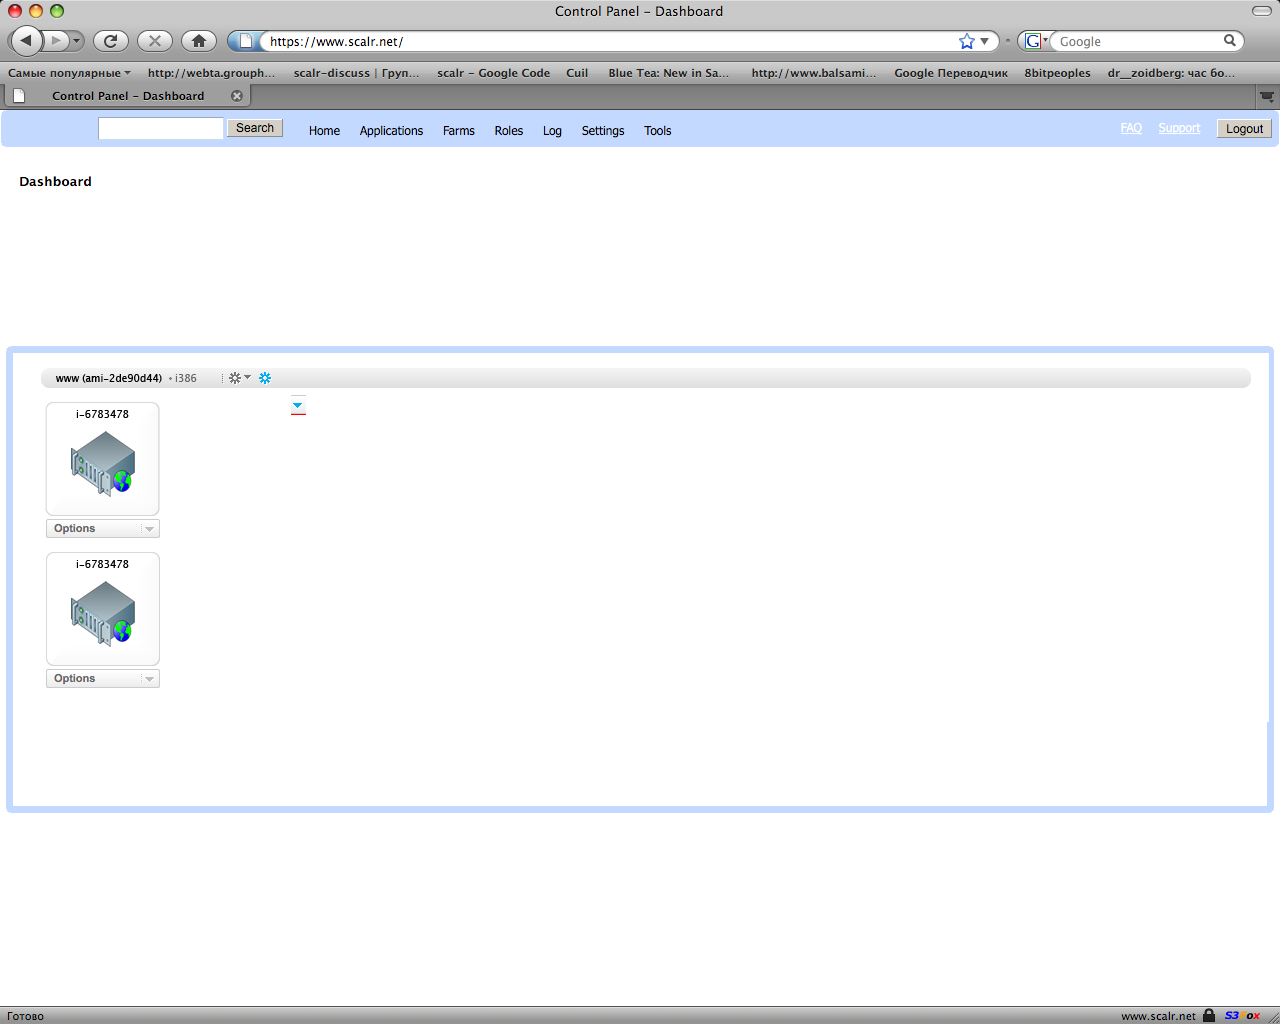 Control Panel – Dashboard
https://www.scalr.net/
G Google
Самые популярные http://webta.grouph... scalr-discuss | Груп... scalr - Google Code Cuil Blue Tea: New in Sa... http://www.balsami... Google Переводчик 8bitpeoples dr__zoidberg: час бо...
Control Panel – Dashboard
Search Home Applications Farms Roles Log Settings Tools FAQ Support Logout
Dashboard
www (ami-2de90d44) • i386
i-6783478
Options
i-6783478
Options
Готово www.scalr.net S3Fox